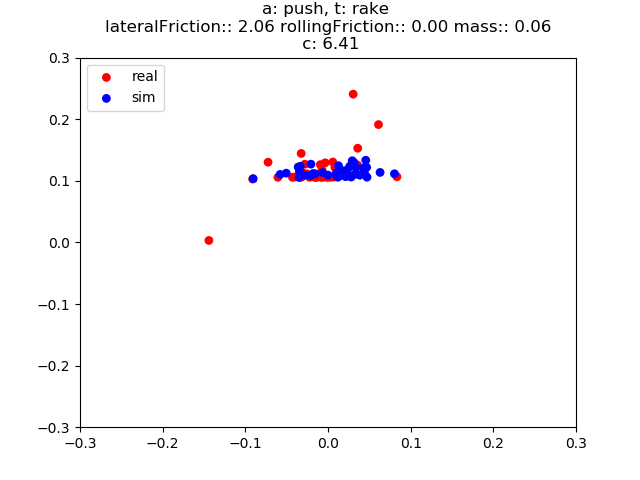 a: push, t: rake
lateralFriction:: 2.06 rollingFriction:: 0.00 mass:: 0.06
c: 6.41
real
sim
0.3
0.2
0.1
0.0
−0.1
−0.2
−0.3
−0.3 −0.2 −0.1 0.0 0.1 0.2 0.3